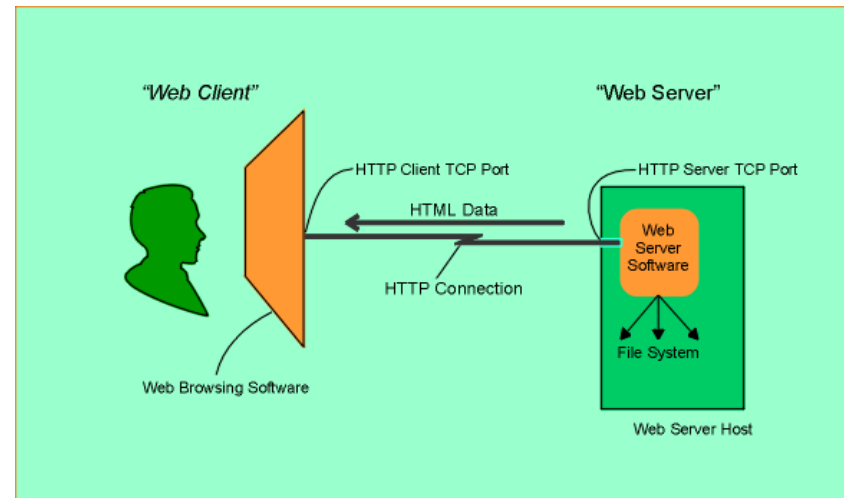 “Web Client”
“Web Server”
HTTP Client TCP Port
HTTP Server TCP Port
HTML Data
Web
Server
Software
HTTP Connection
File System
Web Browsing Software
Web Server Host